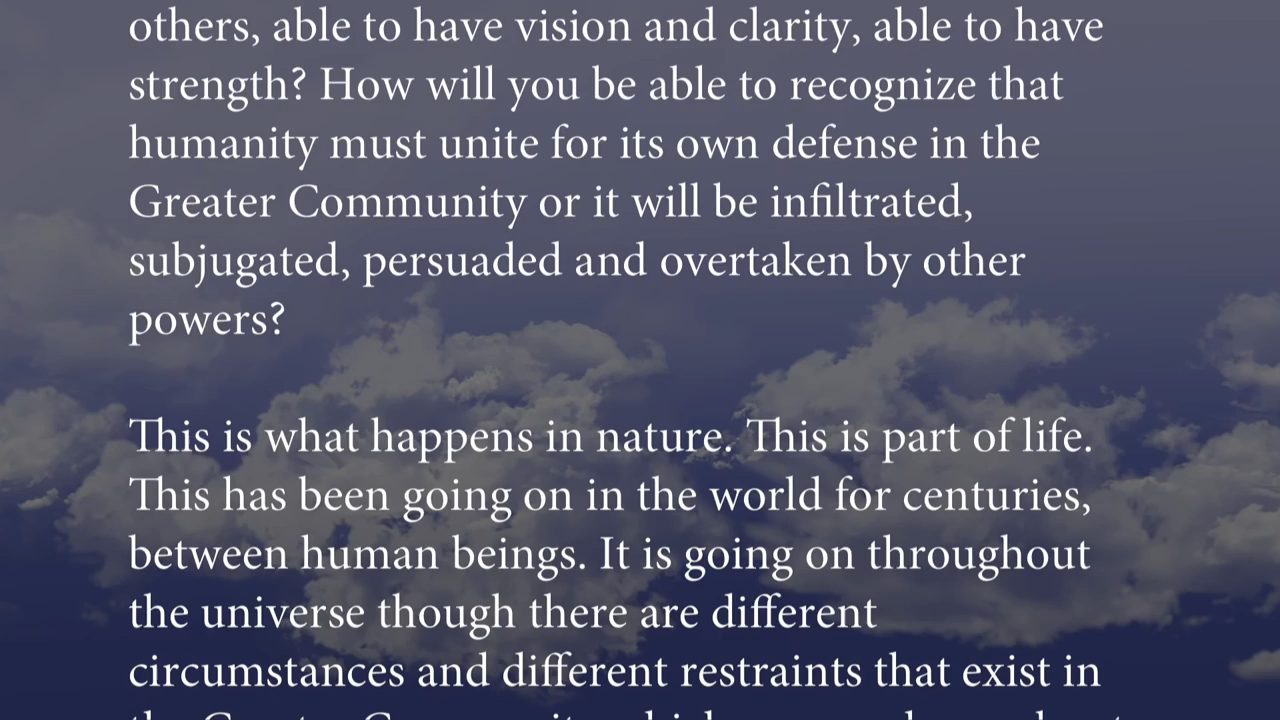 others, able to have vision and clarity, able to have
strength? How will you be able to recognize that
humanity must unite for its own defense in the
Greater Community or it will be infiltrated,
subjugated, persuaded and overtaken by other
powers?
This is what happens in nature. This is part of life.
This has been going on in the world for centuries,
between human beings. It is going on throughout
the universe though there are different
circumstances and different restraints that exist in
the Greater Community which